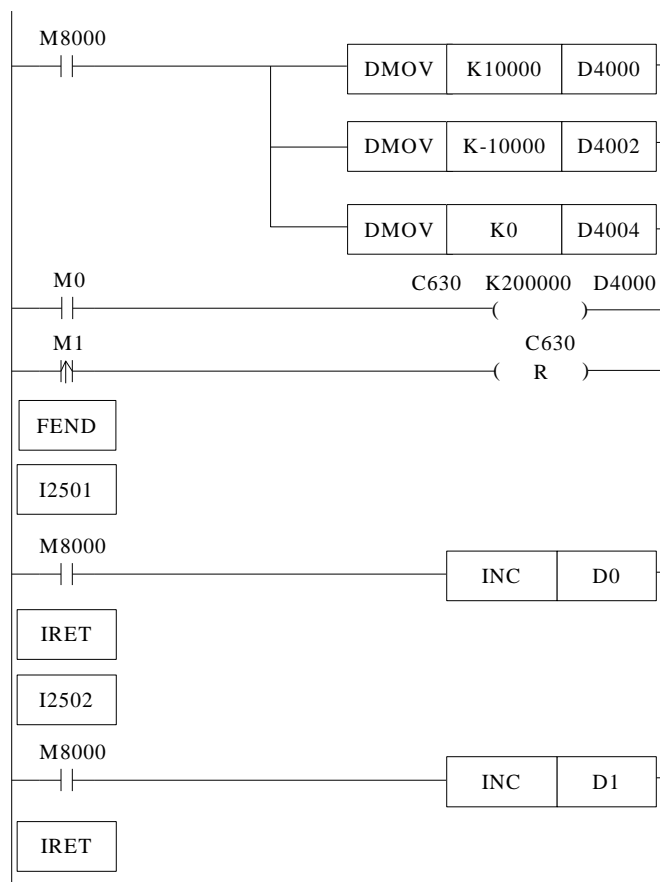 M8000
DMOV K10000 D4000
DMOV K-10000 D4002
DMOV K0 D4004
M0
C630 K200000 D4000
M1
C630
R
FEND
I2501
M8000
INC D0
IRET
I2502
M8000
INC D1
IRET